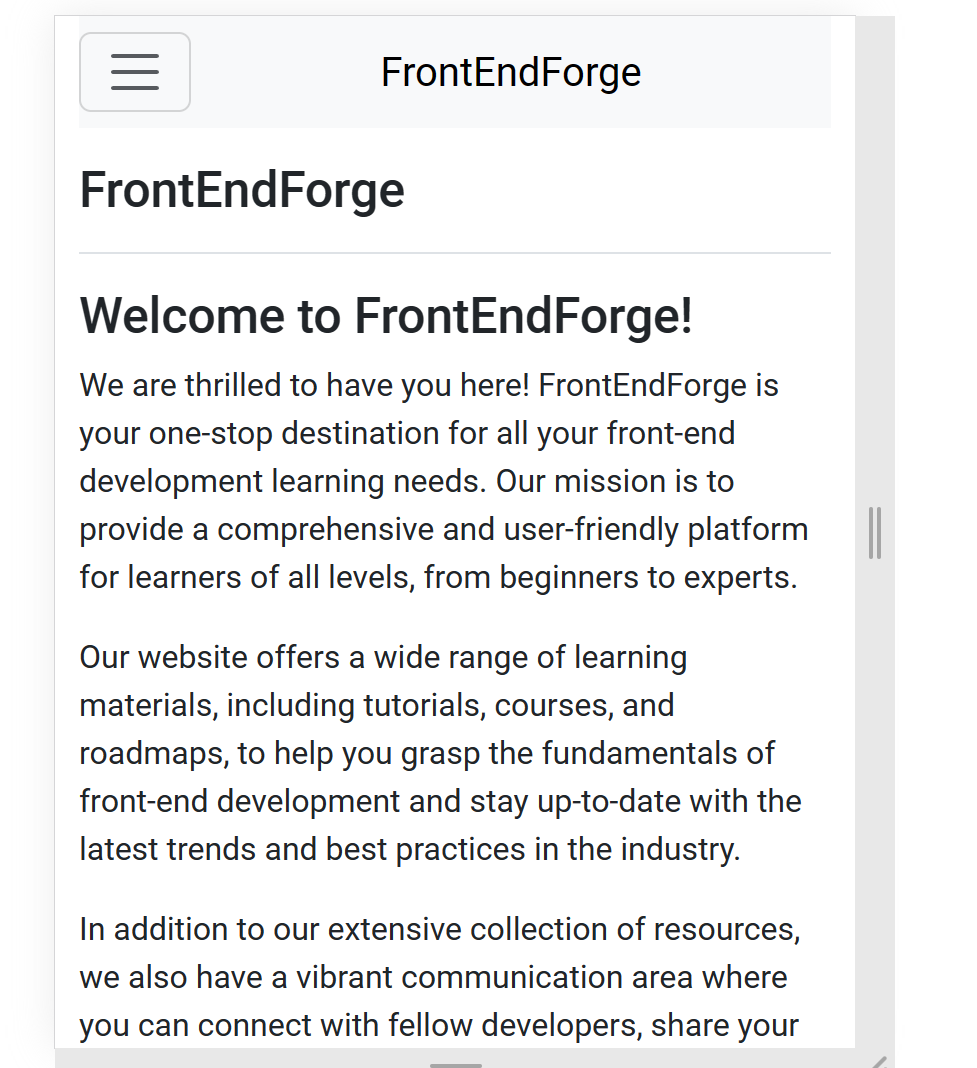 FrontEndForge
FrontEndForge
Welcome to FrontEndForge!
We are thrilled to have you here! FrontEndForge is
your one-stop destination for all your front-end
development learning needs. Our mission is to
provide a comprehensive and user-friendly platform
for learners of all levels, from beginners to experts.
Our website offers a wide range of learning
materials, including tutorials, courses, and
roadmaps, to help you grasp the fundamentals of
front-end development and stay up-to-date with the
latest trends and best practices in the industry.
In addition to our extensive collection of resources,
we also have a vibrant communication area where
you can connect with fellow developers, share your